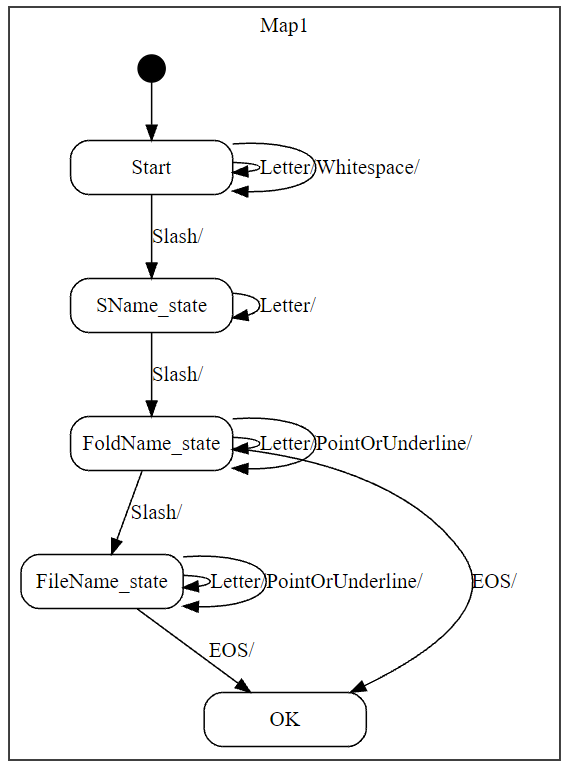 Map1
Start
Letter/
Whitespace/
Slash/
SName_state
Letter/
Slash/
FoldName_state
Letter/
PointOrUnderline/
Slash/
FileName_state
Letter/
PointOrUnderline/
EOS/
EOS/
OK